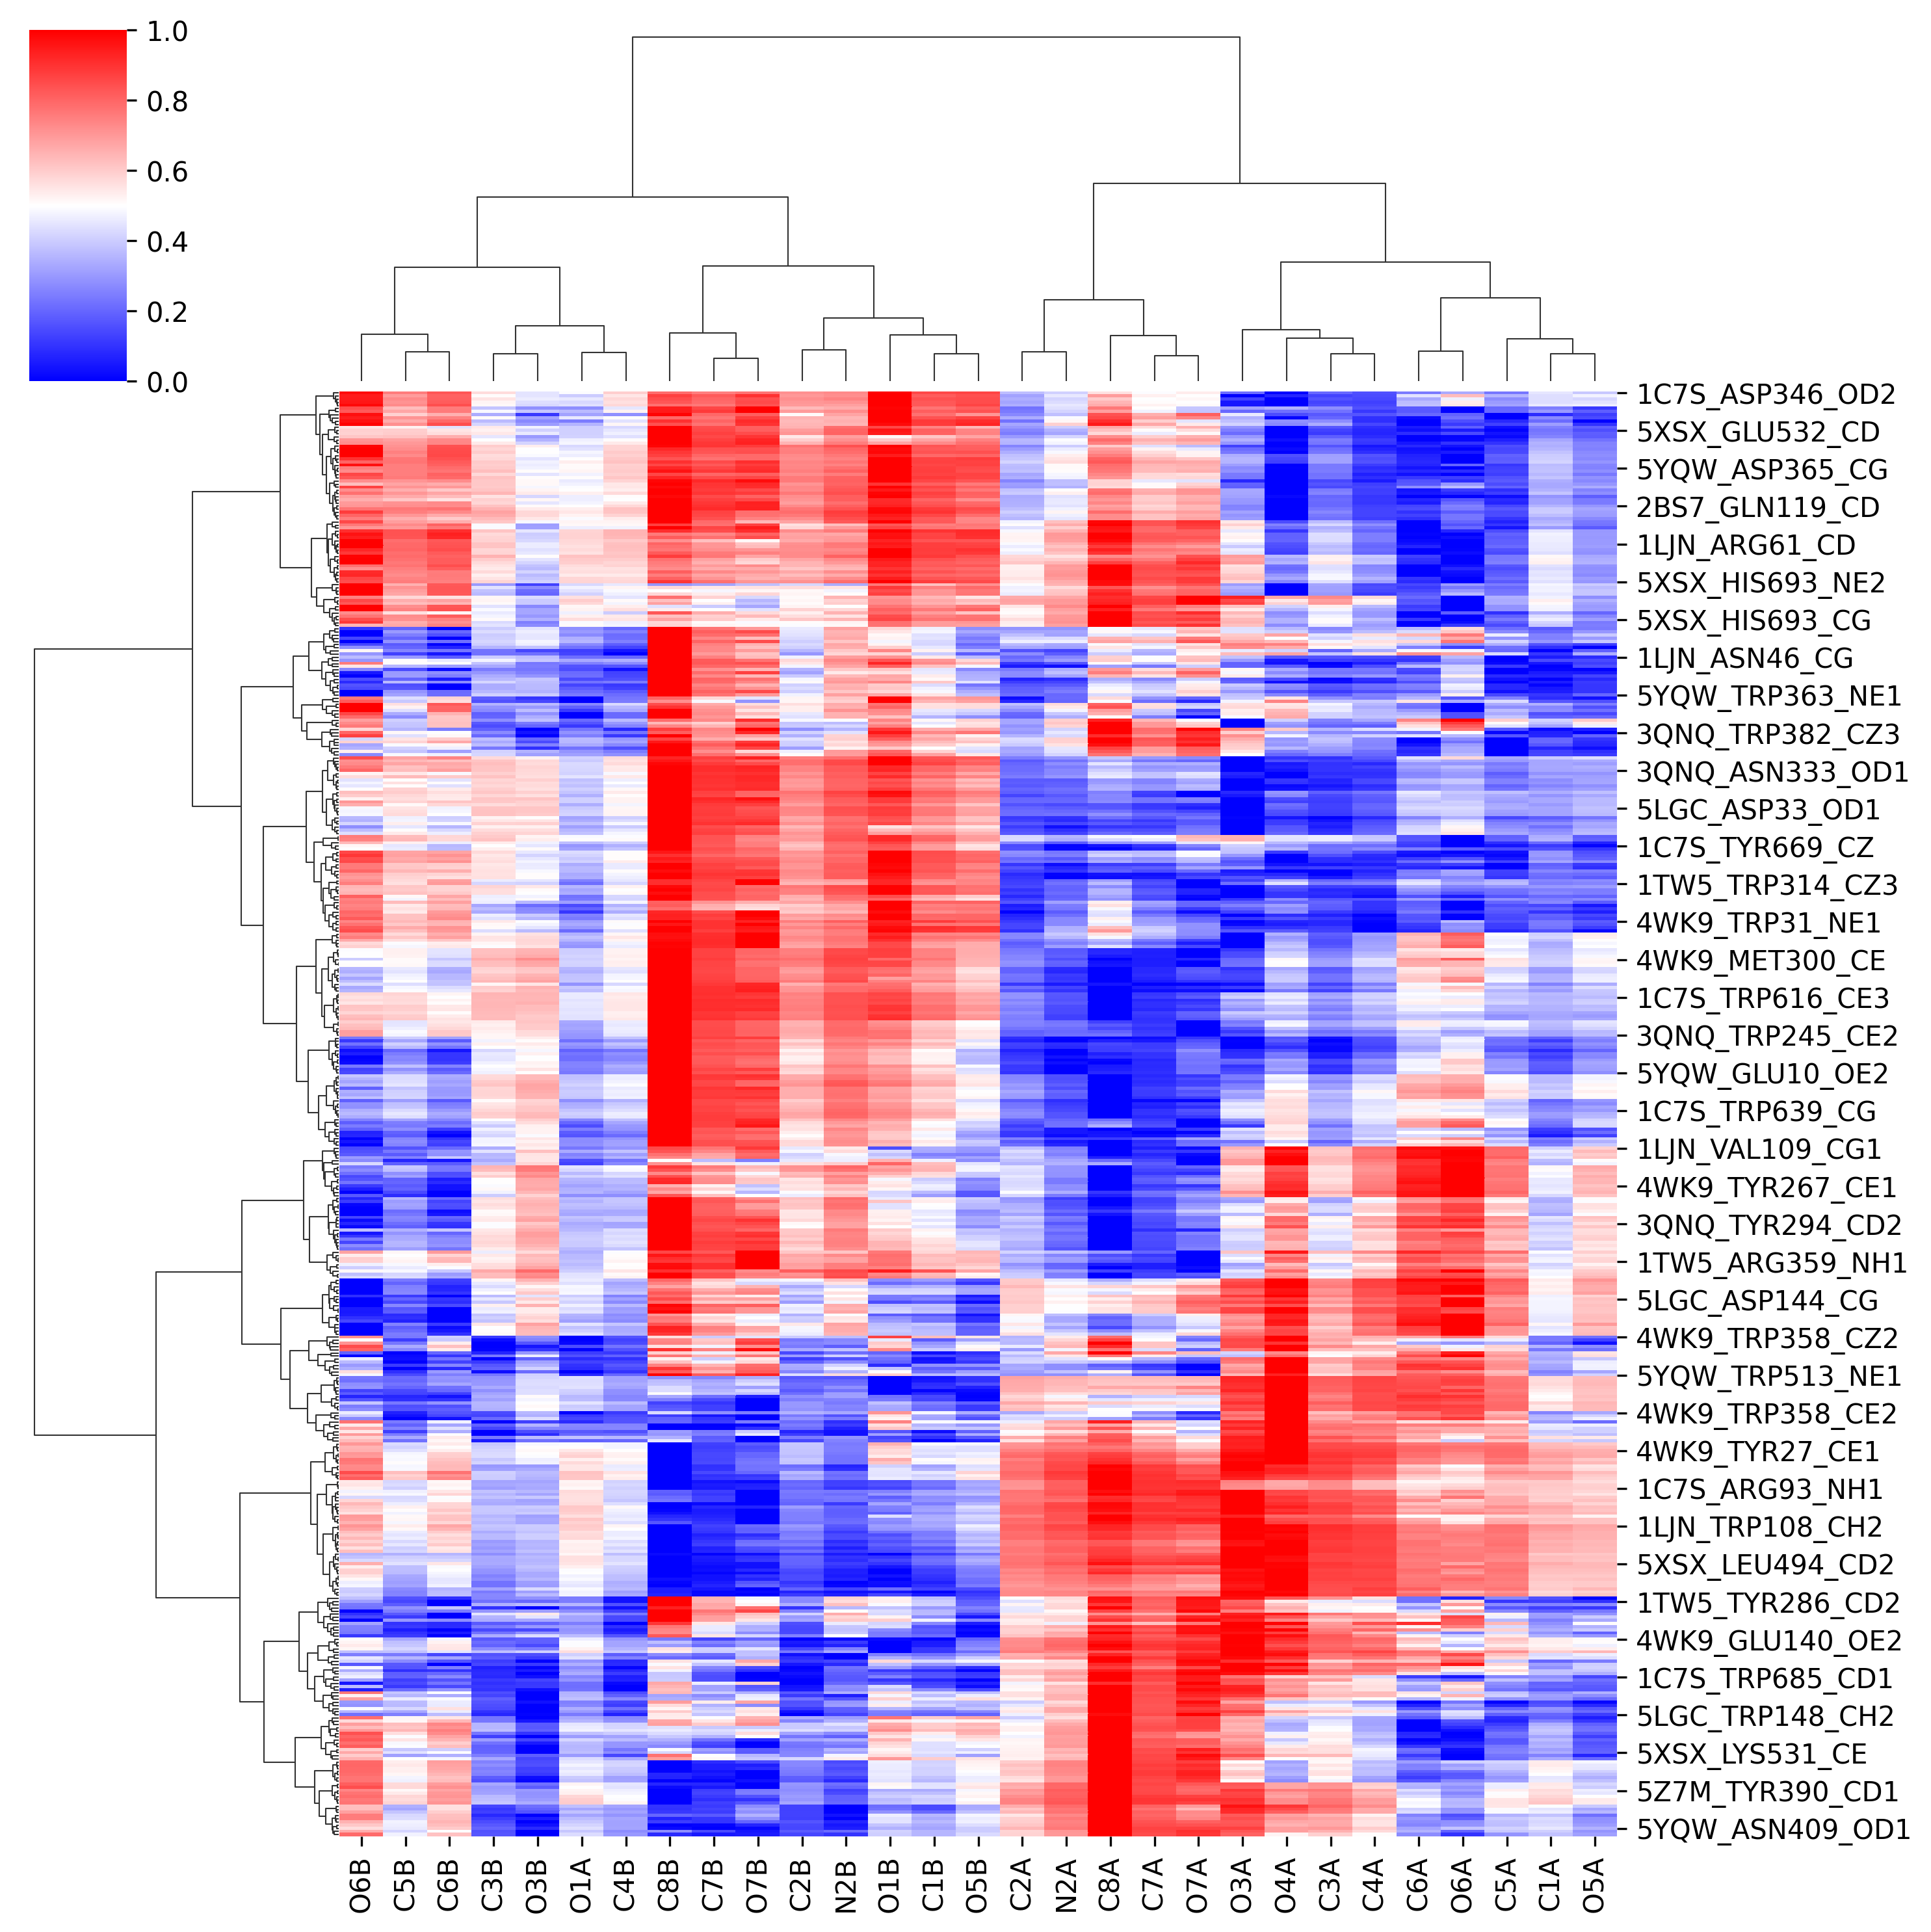 1.0
0.8
0.6
0.4
0.2
0.0
1C7S_ASP346_OD2
5XSX_GLU532_CD
5YQW_ASP365_CG
2BS7_GLN119_CD
1LJN_ARG61_CD
5XSX_HIS693_NE2
5XSX_HIS693_CG
1LJN_ASN46_CG
5YQW_TRP363_NE1
3QNQ_TRP382_CZ3
3QNQ_ASN333_OD1
5LGC_ASP33_OD1
1C7S_TYR669_CZ
1TW5_TRP314_CZ3
4WK9_TRP31_NE1
4WK9_MET300_CE
1C7S_TRP616_CE3
3QNQ_TRP245_CE2
5YQW_GLU10_OE2
1C7S_TRP639_CG
1LJN_VAL109_CG1
4WK9_TYR267_CE1
3QNQ_TYR294_CD2
1TW5_ARG359_NH1
5LGC_ASP144_CG
4WK9_TRP358_CZ2
5YQW_TRP513_NE1
4WK9_TRP358_CE2
4WK9_TYR27_CE1
1C7S_ARG93_NH1
1LJN_TRP108_CH2
5XSX_LEU494_CD2
1TW5_TYR286_CD2
4WK9_GLU140_OE2
1C7S_TRP685_CD1
5LGC_TRP148_CH2
5XSX_LYS531_CE
5Z7M_TYR390_CD1
5YQW_ASN409_OD1
O6B
C5B
C6B
C3B
O3B
O1A
C4B
C8B
C7B
O7B
C2B
N2B
O1B
C1B
O5B
C2A
N2A
C8A
C7A
O7A
O3A
O4A
C3A
C4A
C6A
O6A
C5A
C1A
O5A